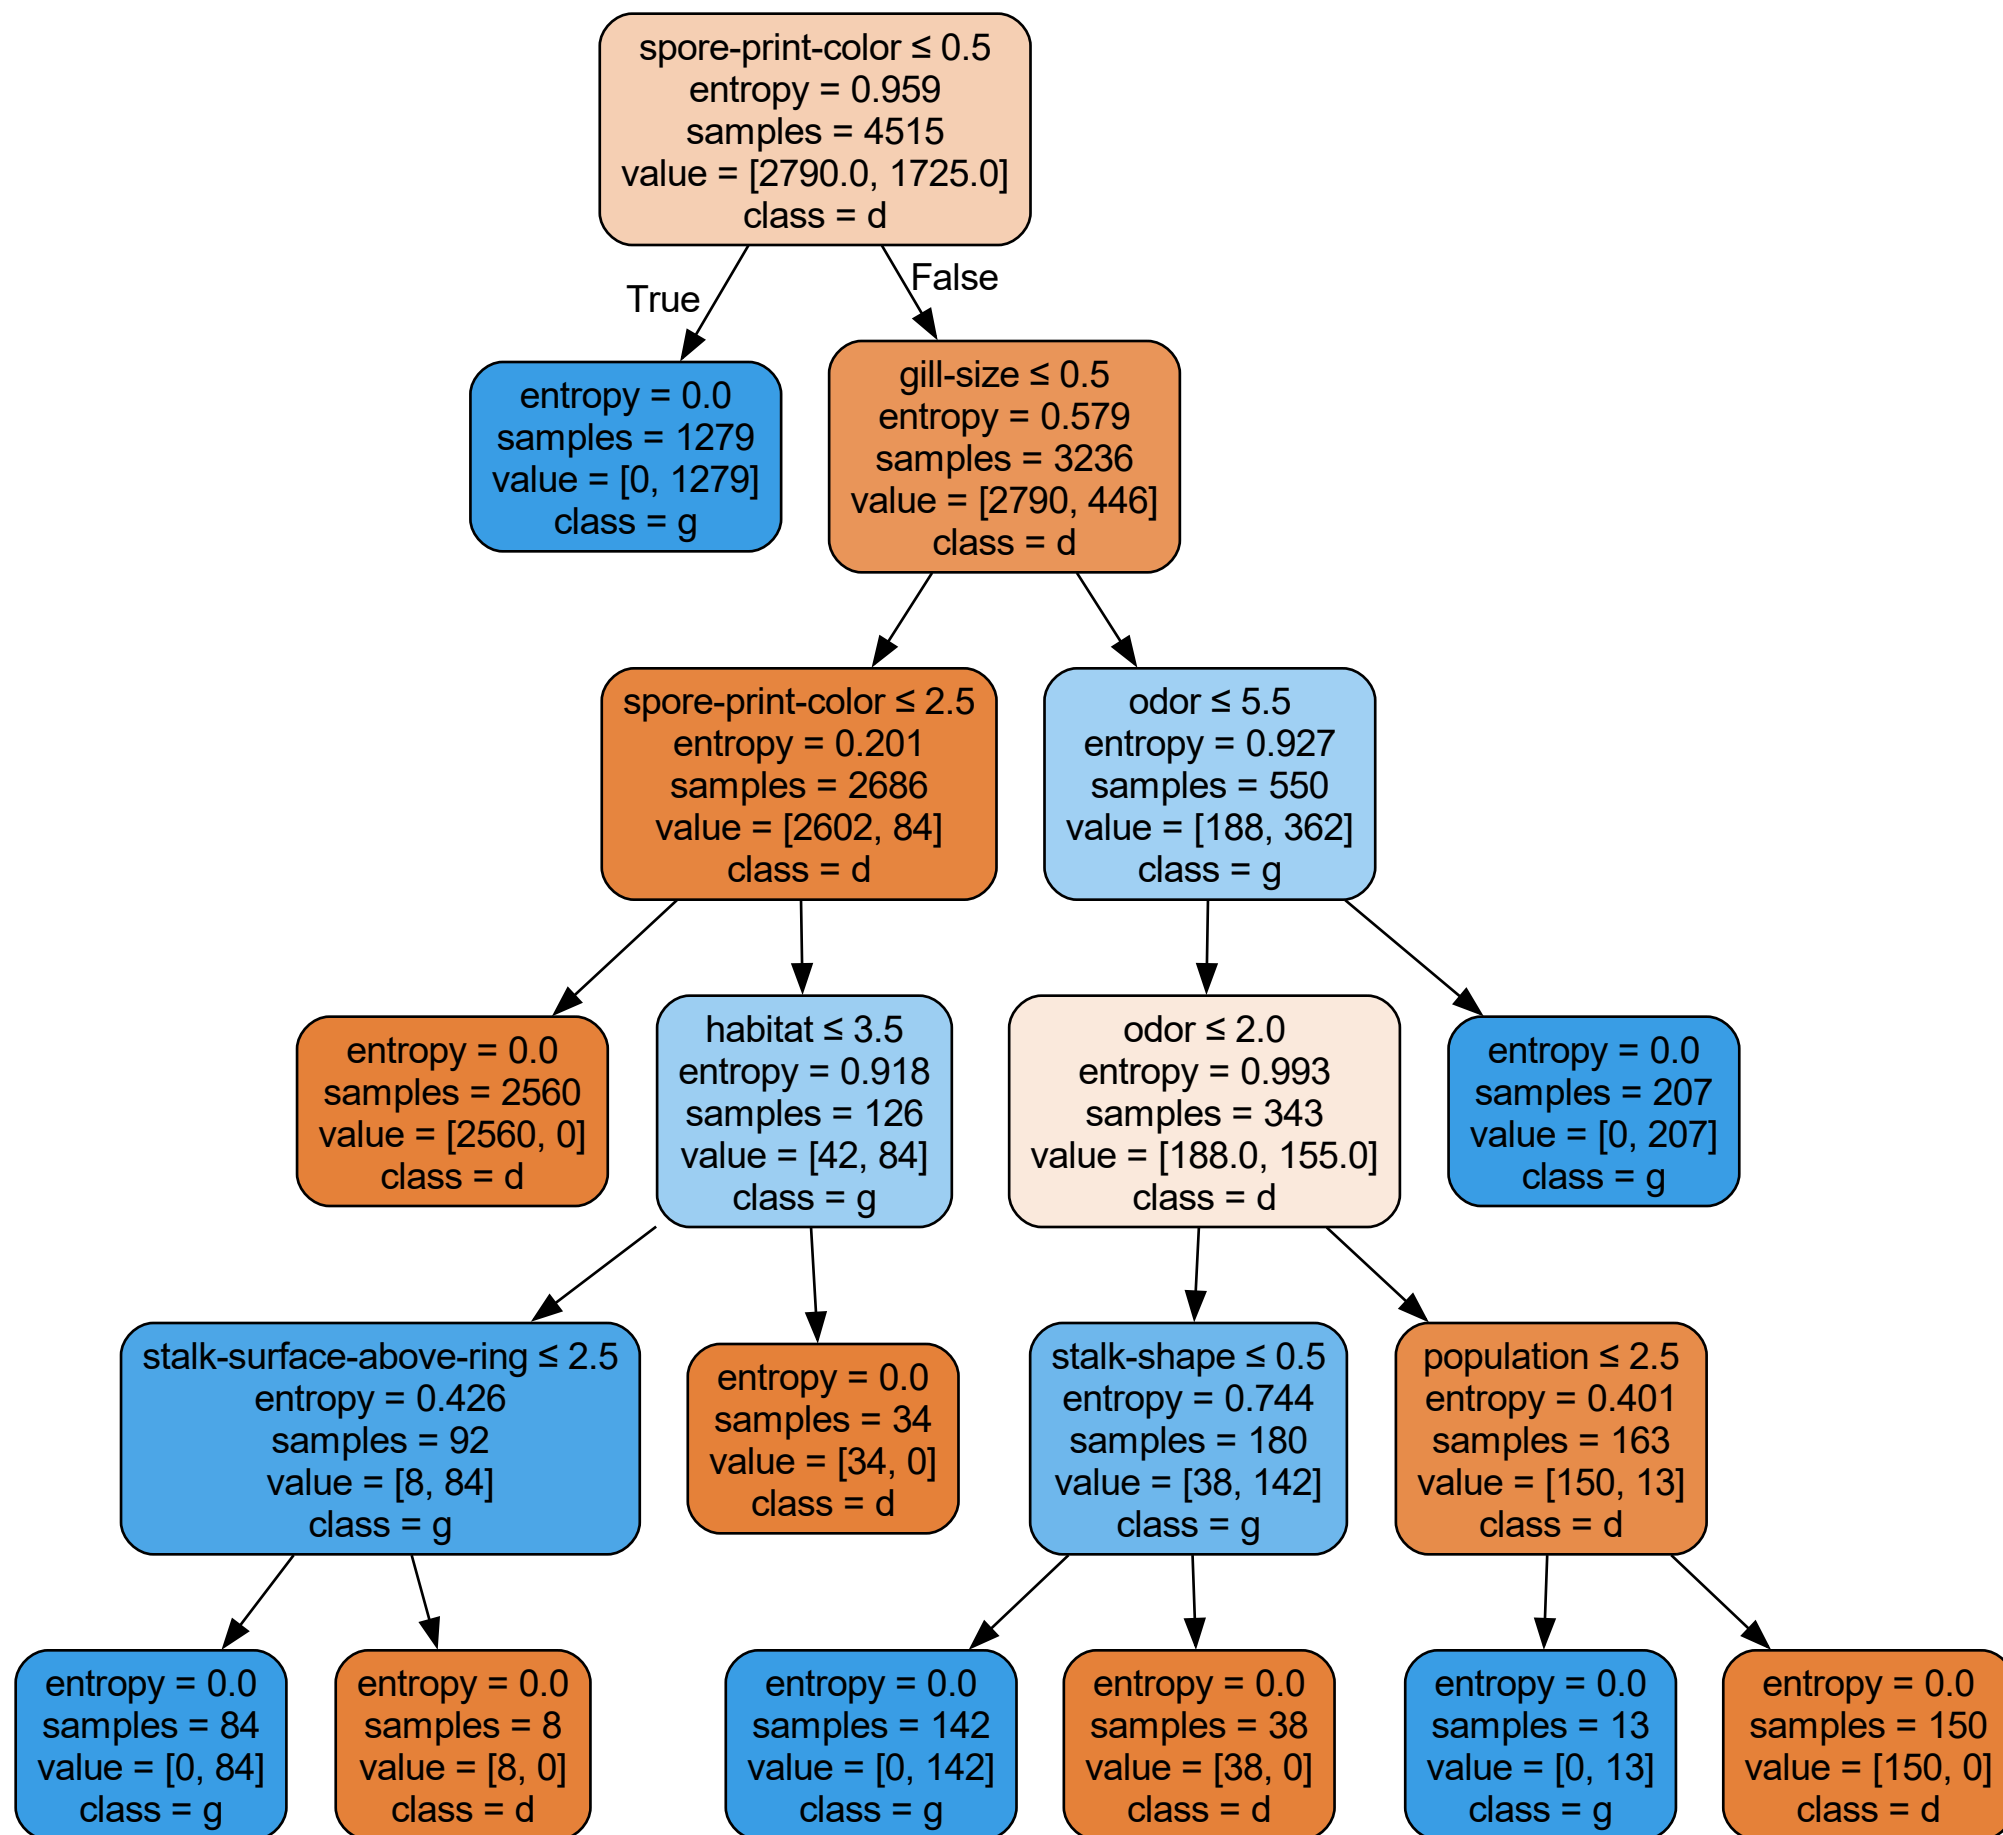 spore-print-color ≤ 0.5
entropy = 0.959
samples = 4515
value = [2790.0, 1725.0]
class = d
True
False
entropy = 0.0
samples = 1279
value = [0, 1279]
class = g
gill-size ≤ 0.5
entropy = 0.579
samples = 3236
value = [2790, 446]
class = d
spore-print-color ≤ 2.5
entropy = 0.201
samples = 2686
value = [2602, 84]
class = d
odor ≤ 5.5
entropy = 0.927
samples = 550
value = [188, 362]
class = g
entropy = 0.0
samples = 2560
value = [2560, 0]
class = d
habitat ≤ 3.5
entropy = 0.918
samples = 126
value = [42, 84]
class = g
odor ≤ 2.0
entropy = 0.993
samples = 343
value = [188.0, 155.0]
class = d
entropy = 0.0
samples = 207
value = [0, 207]
class = g
stalk-surface-above-ring ≤ 2.5
entropy = 0.426
samples = 92
value = [8, 84]
class = g
entropy = 0.0
samples = 34
value = [34, 0]
class = d
stalk-shape ≤ 0.5
entropy = 0.744
samples = 180
value = [38, 142]
class = g
population ≤ 2.5
entropy = 0.401
samples = 163
value = [150, 13]
class = d
entropy = 0.0
samples = 84
value = [0, 84]
class = g
entropy = 0.0
samples = 8
value = [8, 0]
class = d
entropy = 0.0
samples = 142
value = [0, 142]
class = g
entropy = 0.0
samples = 38
value = [38, 0]
class = d
entropy = 0.0
samples = 13
value = [0, 13]
class = g
entropy = 0.0
samples = 150
value = [150, 0]
class = d